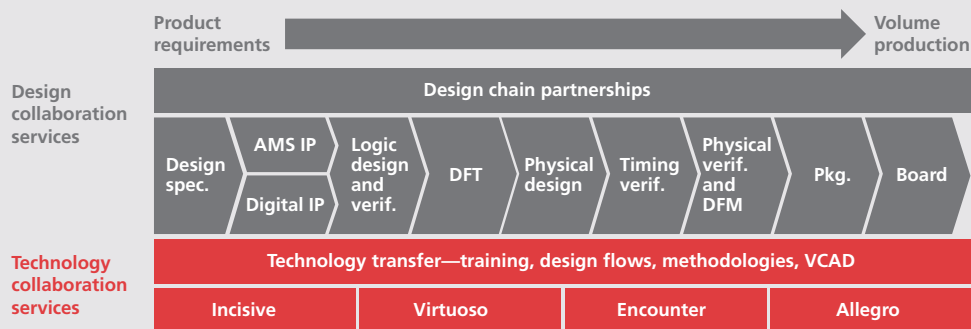 Product
requirements
Volume
production
Design
collaboration
services
Design chain partnerships
Design
spec.
AMS IP
Digital IP
Logic
design
and
verif.
DFT
Physical
design
Timing
verif.
Physical
verif.
and
DFM
Pkg.
Board
Technology
collaboration
services
Technology transfer—training, design flows, methodologies, VCAD
Incisive
Virtuoso
Encounter
Allegro